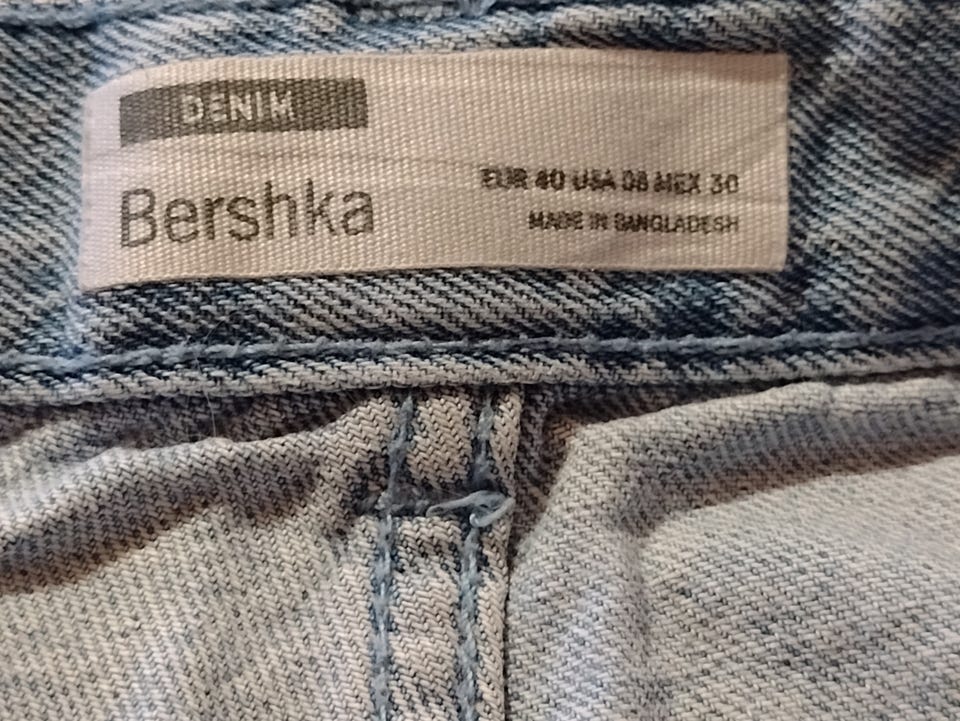 DENIM
Bershka
EUR 40 USA 08 MEX 30
MADE IN BANGLADESH